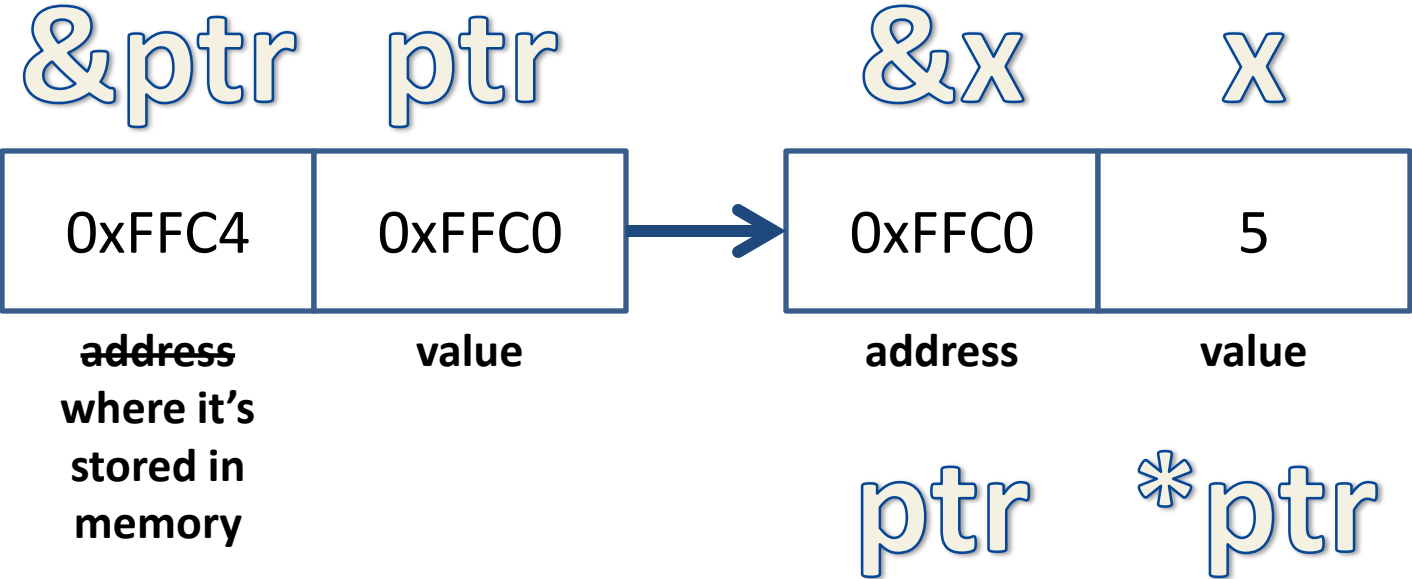 &ptr ptr &x x
0xFFC4 0xFFC0 0xFFC0 5
address value address value
where it's
stored in
memory
ptr *ptr